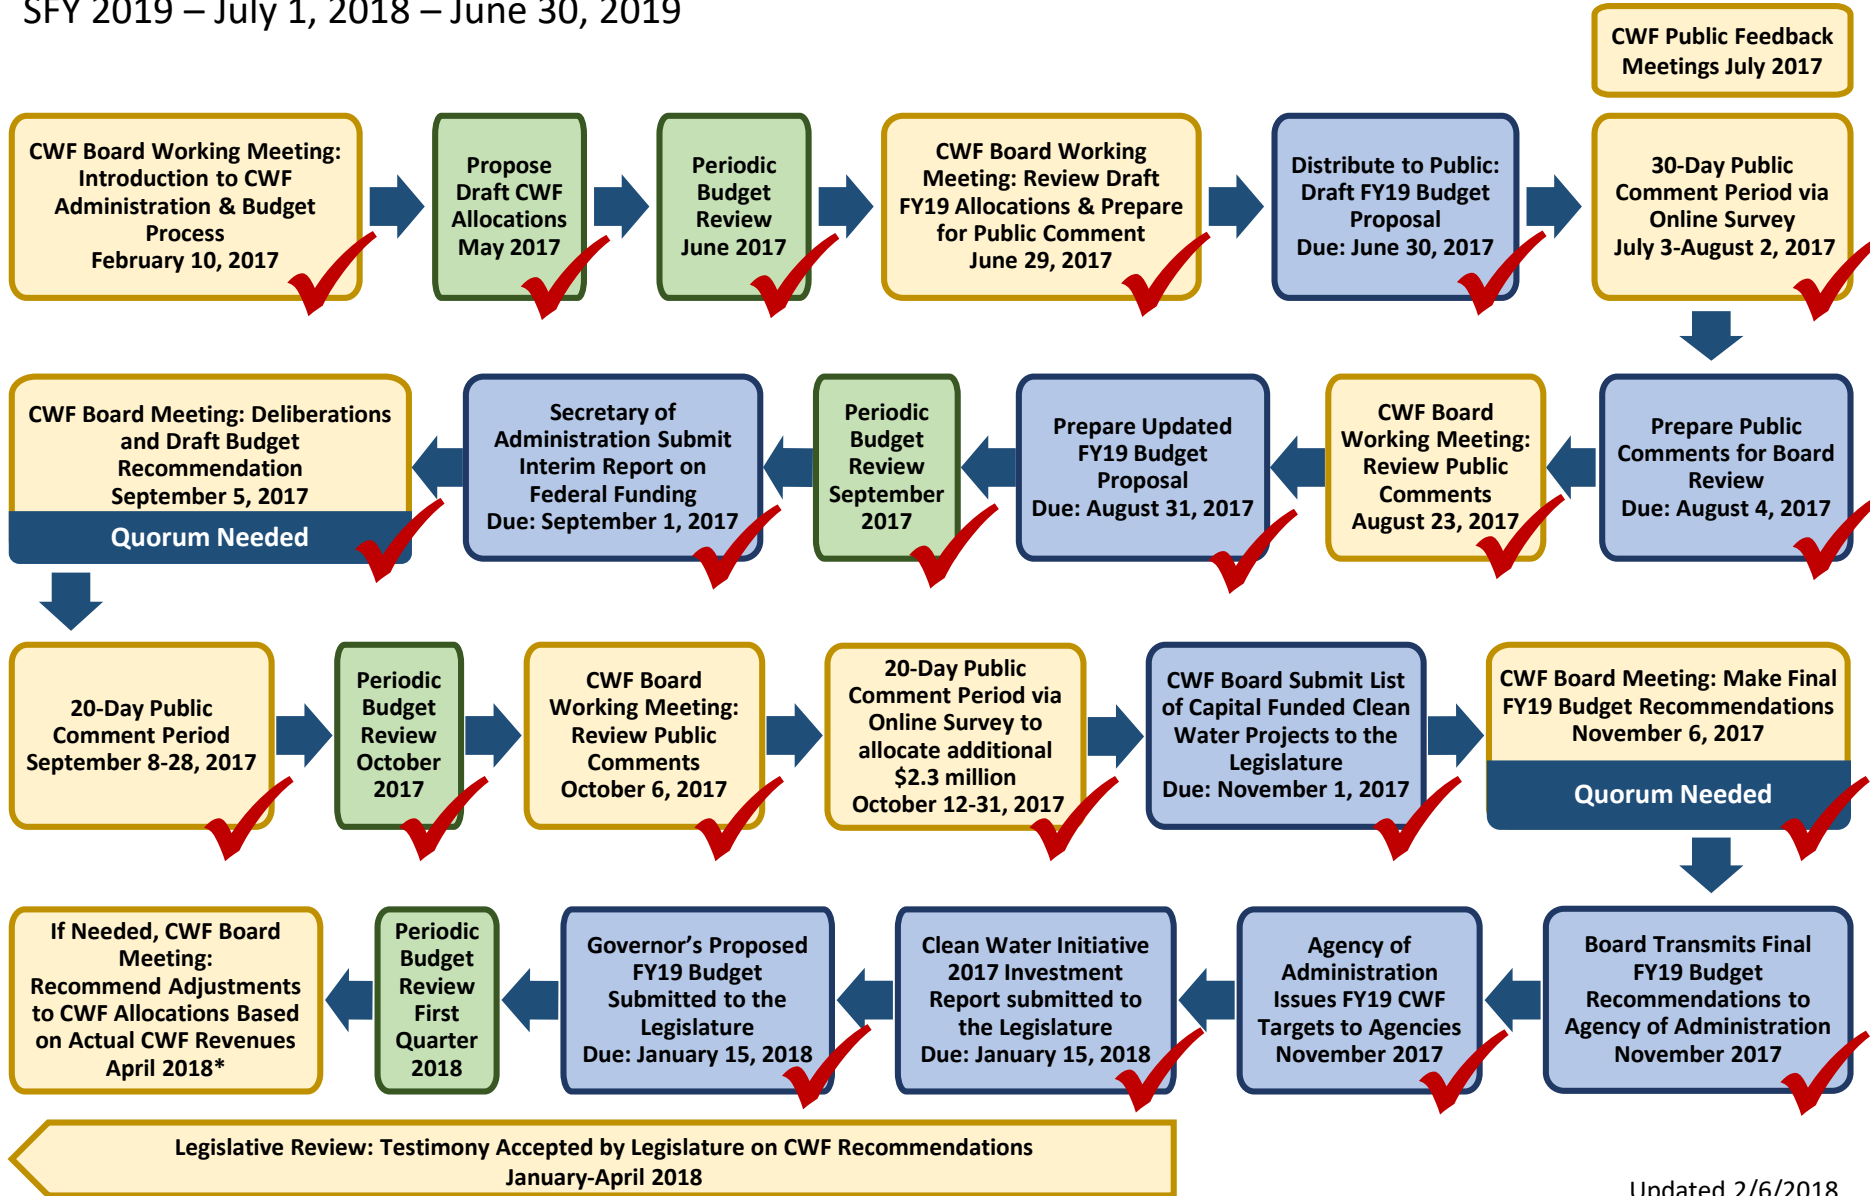 SFY 2019 – July 1, 2018 – June 30, 2019
CWF Public Feedback
Meetings July 2017
CWF Board Working Meeting:
Introduction to CWF
Administration & Budget
Process
February 10, 2017
Propose
Draft CWF
Allocations
May 2017
Periodic
Budget
Review
June 2017
CWF Board Working
Meeting: Review Draft
FY19 Allocations & Prepare
for Public Comment
June 29, 2017
Distribute to Public:
Draft FY19 Budget
Proposal
Due: June 30, 2017
30-Day Public
Comment Period via
Online Survey
July 3-August 2, 2017
Prepare Public
Comments for Board
Review
Due: August 4, 2017
CWF Board
Working Meeting:
Review Public
Comments
August 23, 2017
Prepare Updated
FY19 Budget
Proposal
Due: August 31, 2017
Periodic
Budget
Review
September
2017
Secretary of
Administration Submit
Interim Report on
Federal Funding
Due: September 1, 2017
CWF Board Meeting: Deliberations
and Draft Budget
Recommendation
September 5, 2017
Quorum Needed
20-Day Public
Comment Period
September 8-28, 2017
Periodic
Budget
Review
October
2017
CWF Board
Working Meeting:
Review Public
Comments
October 6, 2017
20-Day Public
Comment Period via
Online Survey to
allocate additional
$2.3 million
October 12-31, 2017
CWF Board Submit List
of Capital Funded Clean
Water Projects to the
Legislature
Due: November 1, 2017
CWF Board Meeting: Make Final
FY19 Budget Recommendations
November 6, 2017
Quorum Needed
Board Transmits Final
FY19 Budget
Recommendations to
Agency of Administration
November 2017
Agency of
Administration
Issues FY19 CWF
Targets to Agencies
November 2017
Clean Water Initiative
2017 Investment
Report submitted to
the Legislature
Due: January 15, 2018
Governor’s Proposed
FY19 Budget
Submitted to the
Legislature
Due: January 15, 2018
Periodic
Budget
Review
First
Quarter
2018
If Needed, CWF Board
Meeting:
Recommend Adjustments
to CWF Allocations Based
on Actual CWF Revenues
April 2018*
Legislative Review: Testimony Accepted by Legislature on CWF Recommendations
January-April 2018
Updated 2/6/2018